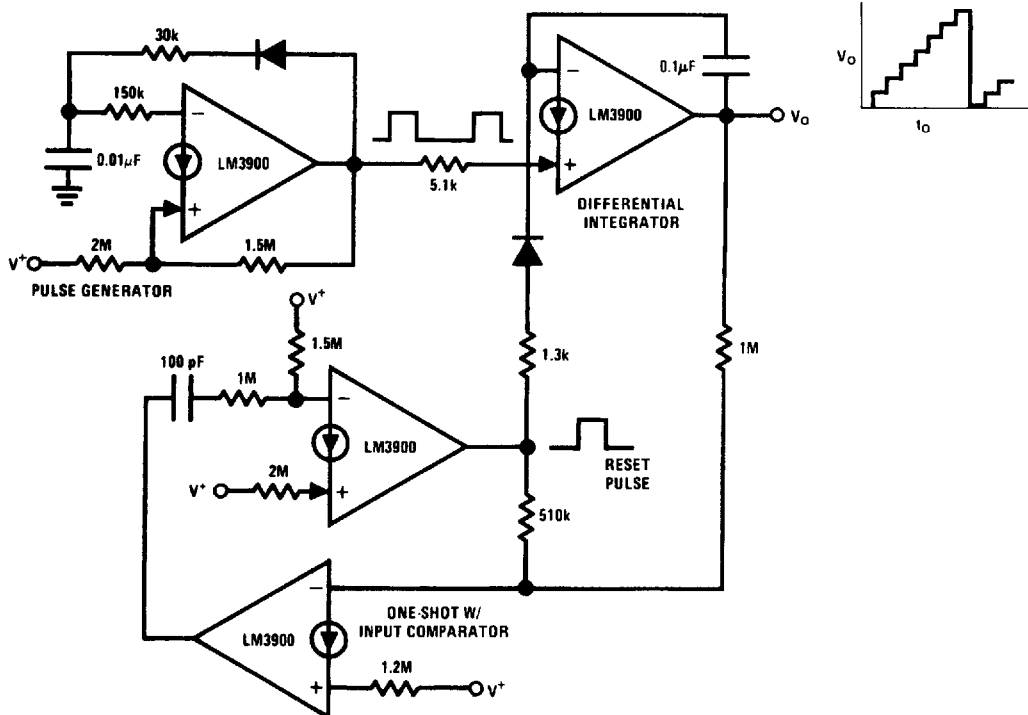 30k
150k
−
LM3900
0.01μF
+
2M
1.5M
V+
PULSE GENERATOR
5.1k
−
LM3900
+
0.1μF
VO
DIFFERENTIAL
INTEGRATOR
VO
tO
V+
1.5M
100 pF
1M
−
LM3900
2M
V+
+
1.3k
1M
RESET
PULSE
510k
−
LM3900
ONE-SHOT W/
INPUT COMPARATOR
1.2M
+
V+